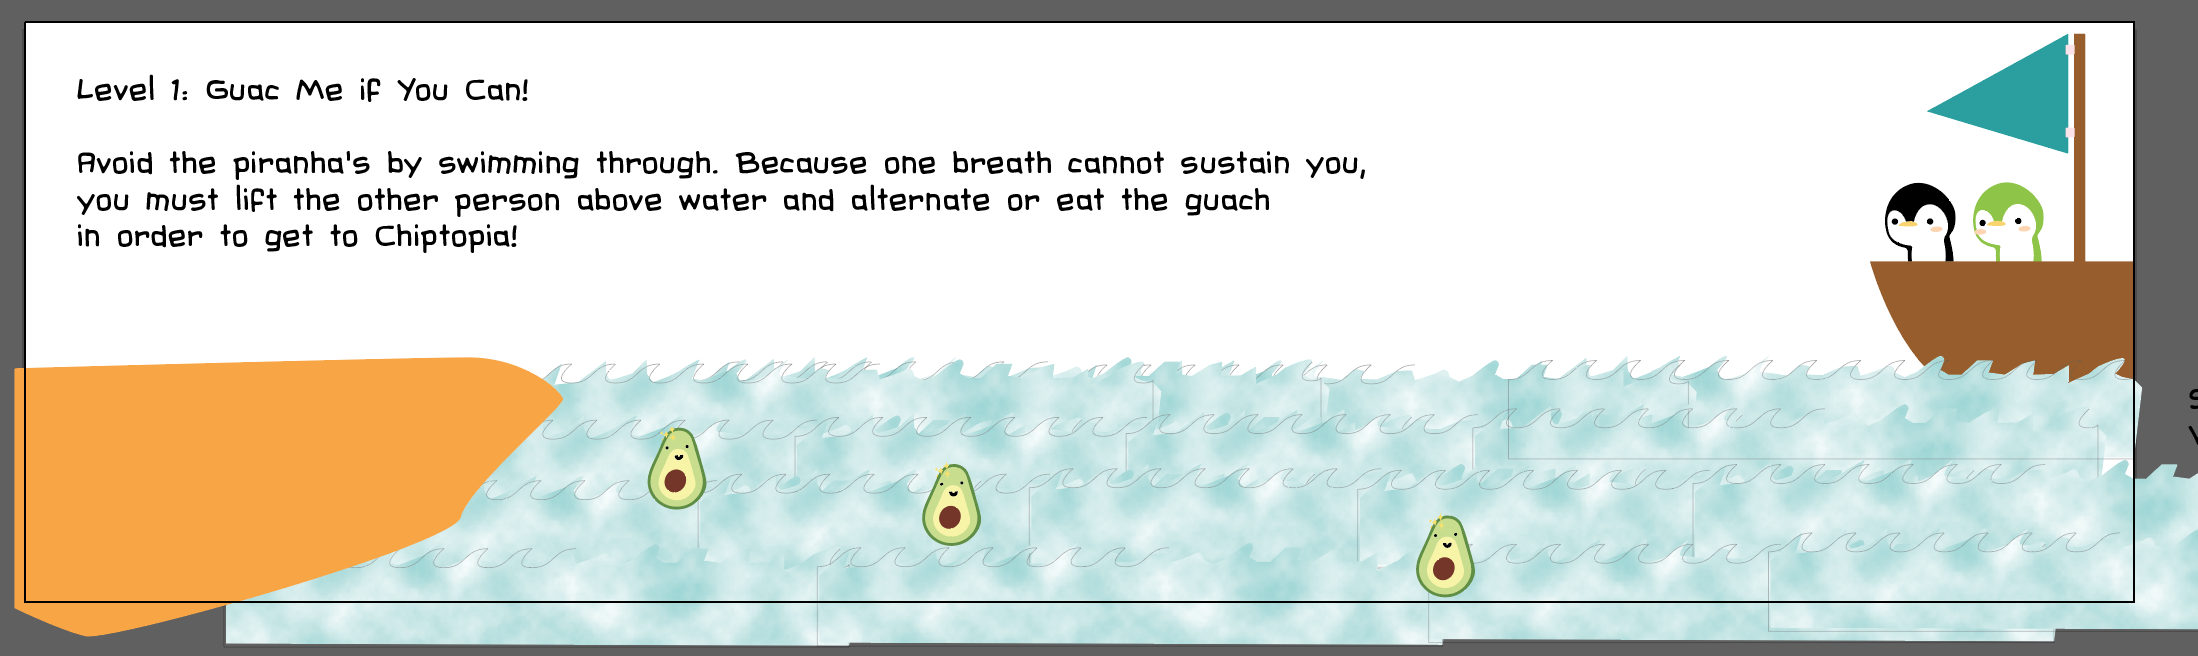 Level 1: Guac Me if You Can!
Avoid the piranha's by swimming through. Because one breath cannot sustain you,
you must lift the other person above water and alternate or eat the guach
in order to get to Chiptopia!